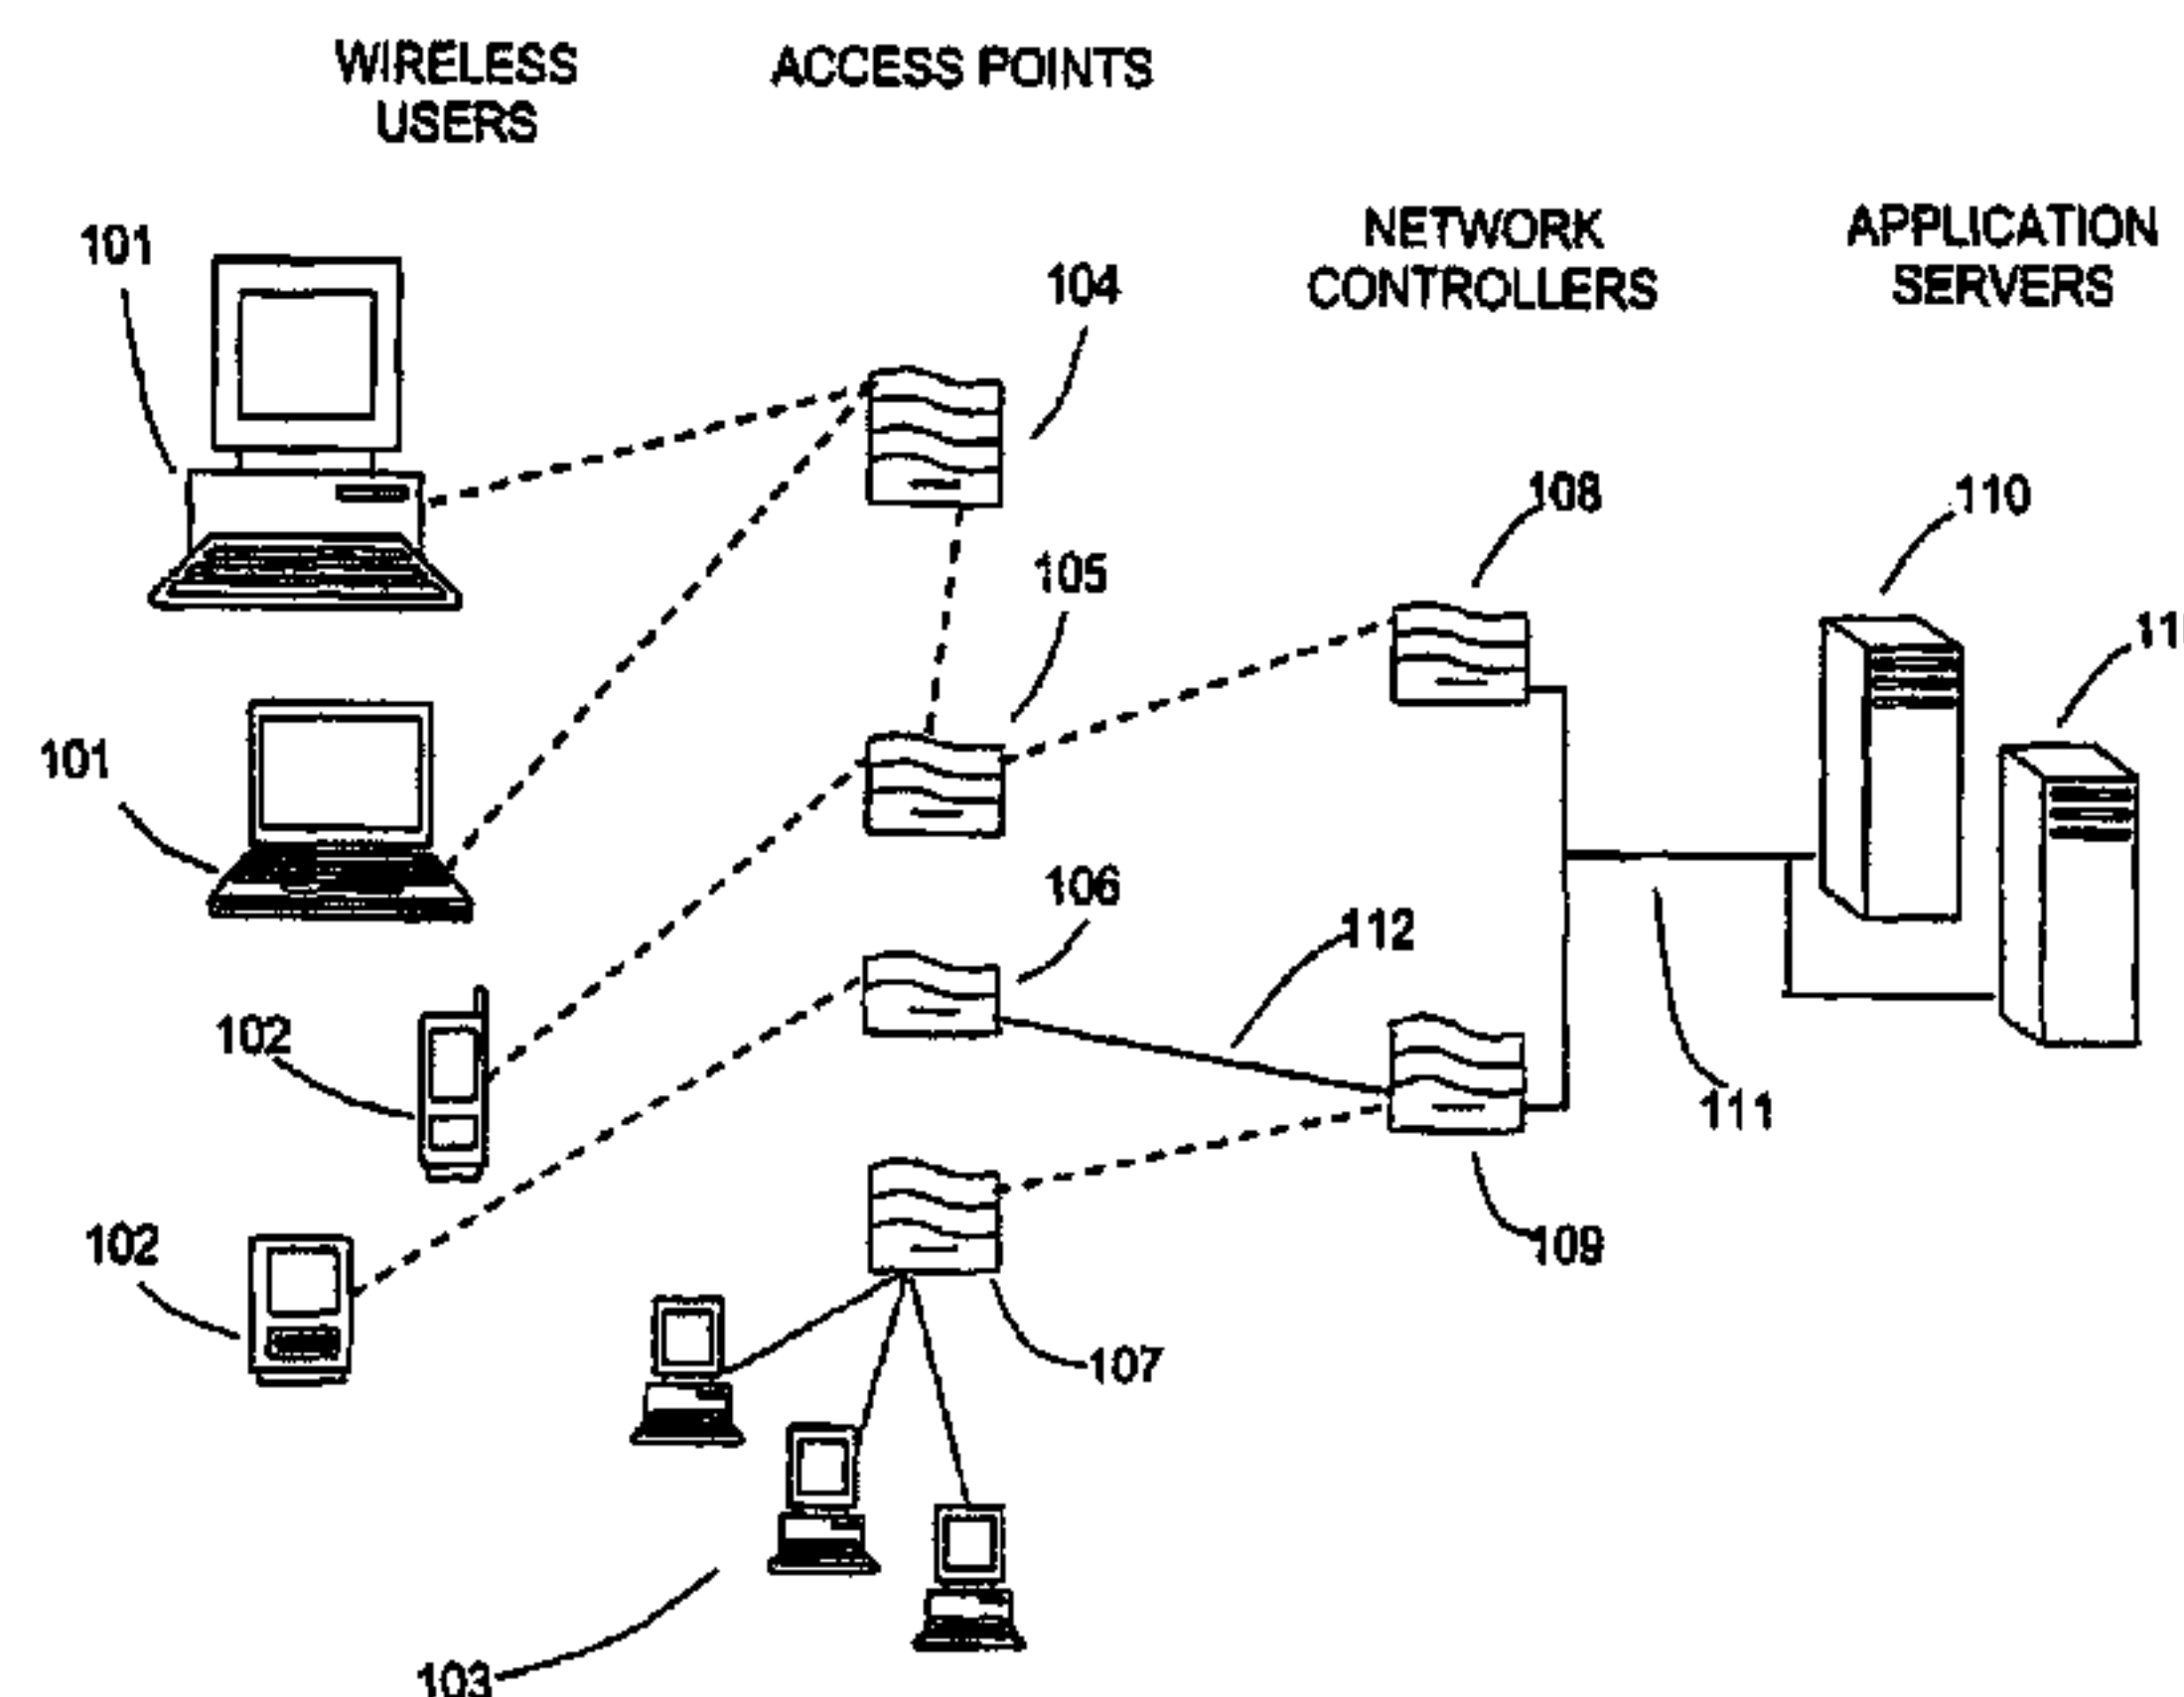 WIRELESS
USERS
ACCESS POINTS
NETWORK
CONTROLLERS
APPLICATION
SERVERS
101
104
108
110
105
101
106
112
102
111
102
109
107
103